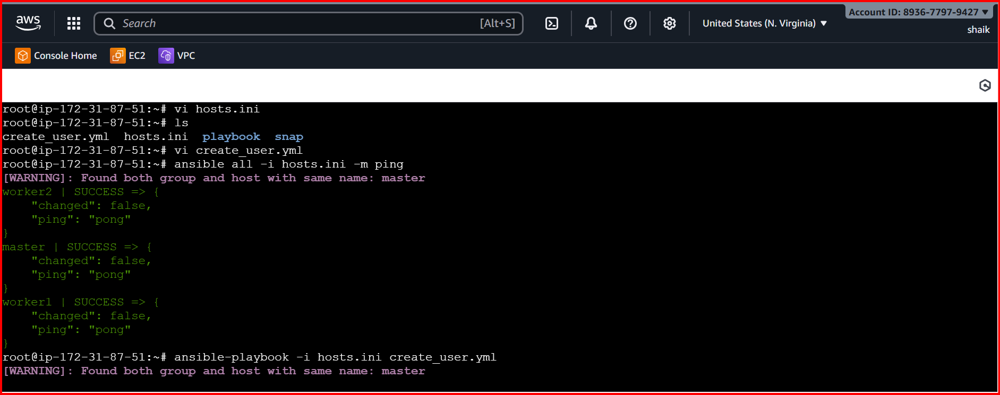 aws
Search
[Alt+S]
United States (N. Virginia)
Account ID: 8936-7797-9427
shaik
Console Home
EC2
VPC
root@ip-172-31-87-51:~# vi hosts.ini
root@ip-172-31-87-51:~# ls
create_user.yml  hosts.ini  playbook  snap
root@ip-172-31-87-51:~# vi create_user.yml
root@ip-172-31-87-51:~# ansible all -i hosts.ini -m ping
[WARNING]: Found both group and host with same name: master
worker2 | SUCCESS => {
    "changed": false,
    "ping": "pong"
}
master | SUCCESS => {
    "changed": false,
    "ping": "pong"
}
worker1 | SUCCESS => {
    "changed": false,
    "ping": "pong"
}
root@ip-172-31-87-51:~# ansible-playbook -i hosts.ini create_user.yml
[WARNING]: Found both group and host with same name: master